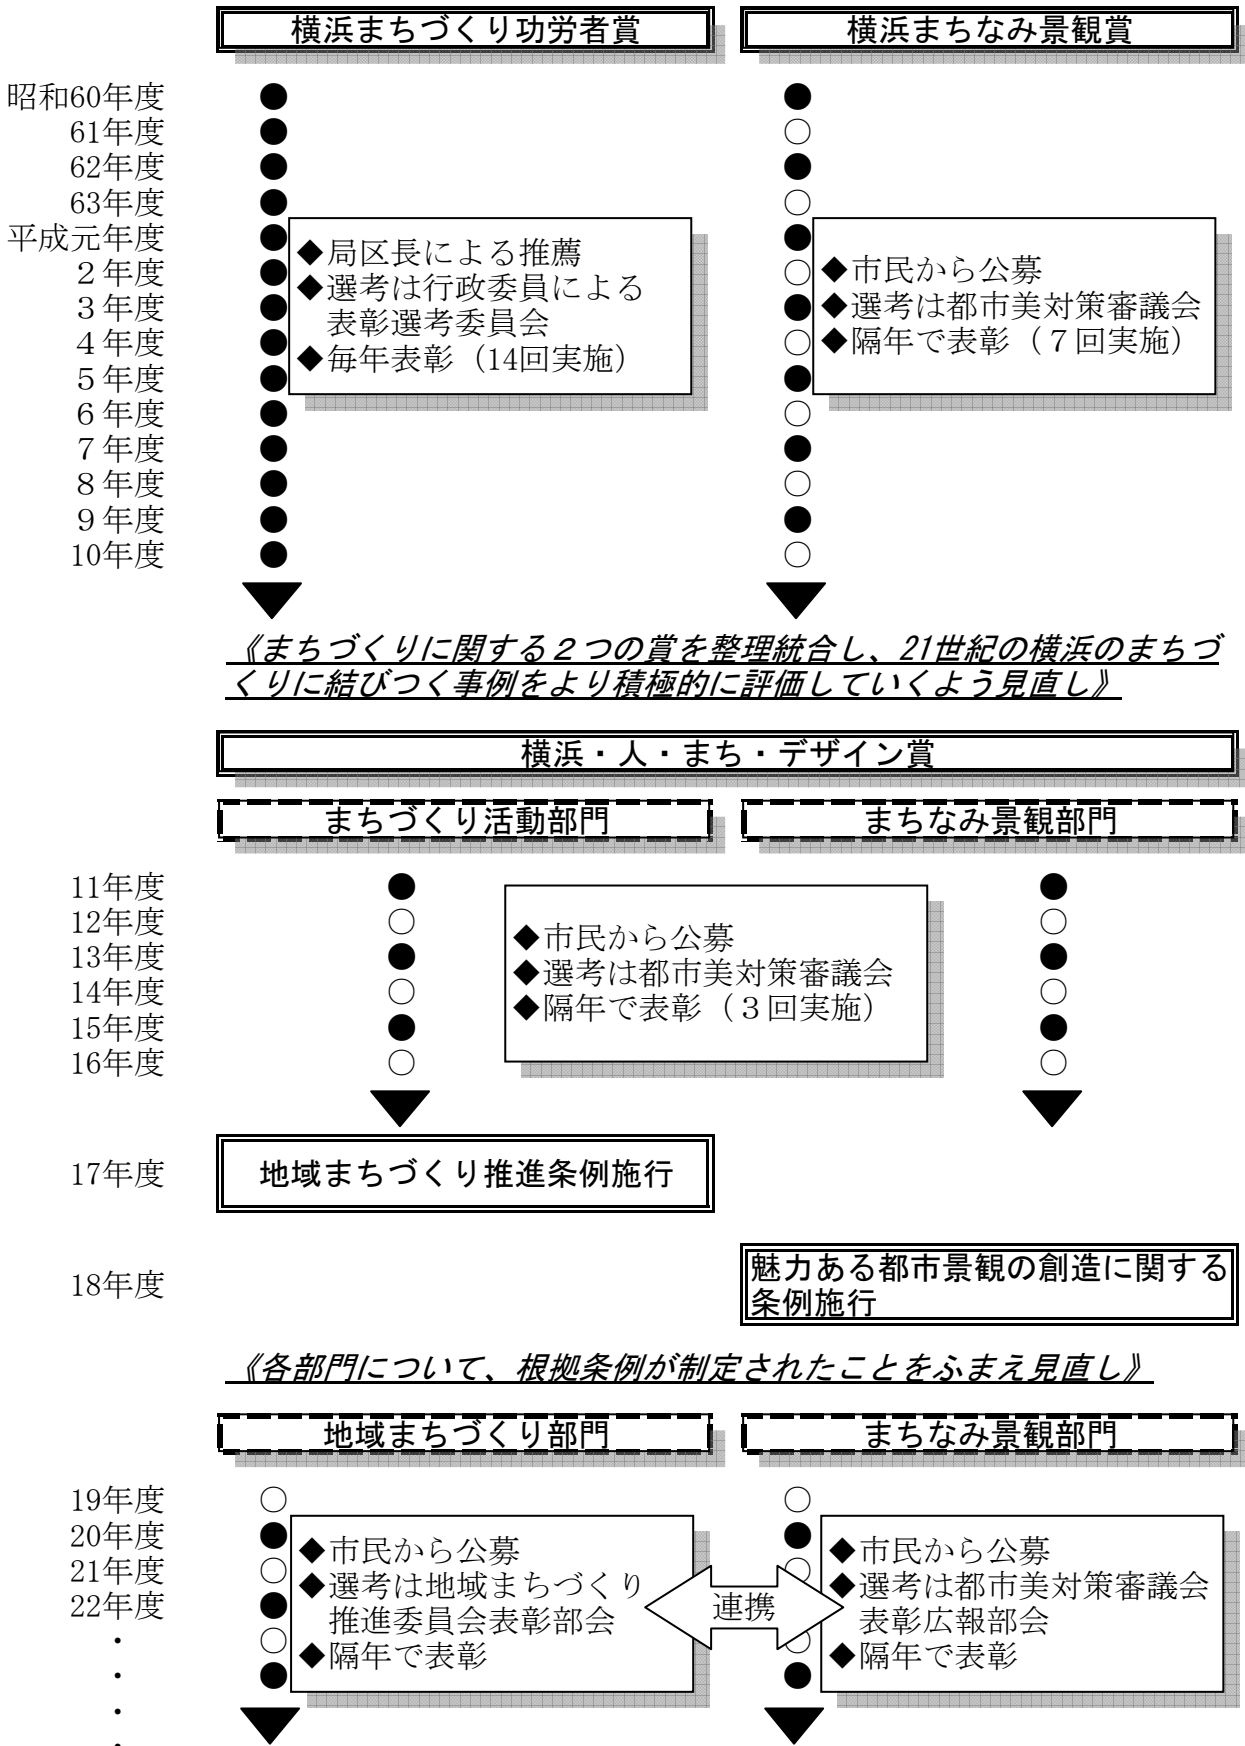 横浜まちづくり功労者賞
横浜まちなみ景観賞
昭和60年度
61年度
62年度
63年度
平成元年度
２年度
３年度
４年度
５年度
６年度
７年度
８年度
９年度
10年度
◆局区長による推薦
◆選考は行政委員による
表彰選考委員会
◆毎年表彰（14回実施）
◆市民から公募
◆選考は都市美対策審議会
◆隔年で表彰（７回実施）
《まちづくりに関する２つの賞を整理統合し、21世紀の横浜のまちづ
くりに結びつく事例をより積極的に評価していくよう見直し》
横浜・人・まち・デザイン賞
まちづくり活動部門
まちなみ景観部門
11年度
12年度
13年度
14年度
15年度
16年度
◆市民から公募
◆選考は都市美対策審議会
◆隔年で表彰（３回実施）
17年度
地域まちづくり推進条例施行
18年度
魅力ある都市景観の創造に関する
条例施行
《各部門について、根拠条例が制定されたことをふまえ見直し》
地域まちづくり部門
まちなみ景観部門
19年度
20年度
21年度
22年度
・
・
・
・
◆市民から公募
◆選考は地域まちづくり
推進委員会表彰部会
◆隔年で表彰
連携
◆市民から公募
◆選考は都市美対策審議会
表彰広報部会
◆隔年で表彰